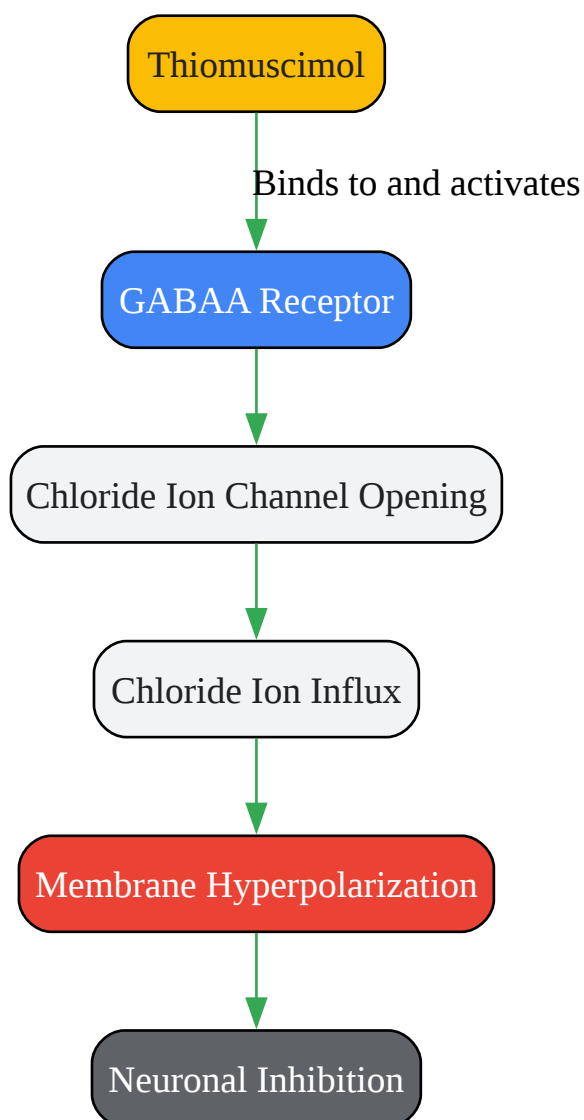 Thiomuscimol
Binds to and activates
GABAA Receptor
Chloride Ion Channel Opening
Chloride Ion Influx
Membrane Hyperpolarization
Neuronal Inhibition